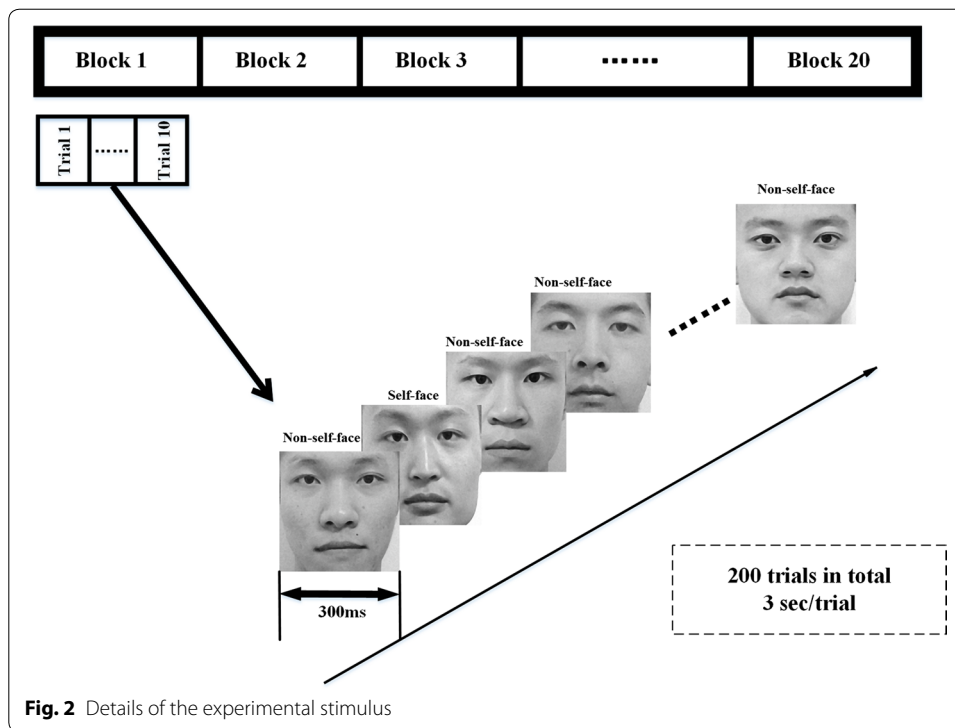 Block 1 Block 2 Block 3 ...... Block 20
Trial 1 ...... Trial 10
Non-self-face
Non-self-face
Non-self-face
Self-face
Non-self-face
300ms
200 trials in total
3 sec/trial
Fig. 2 Details of the experimental stimulus